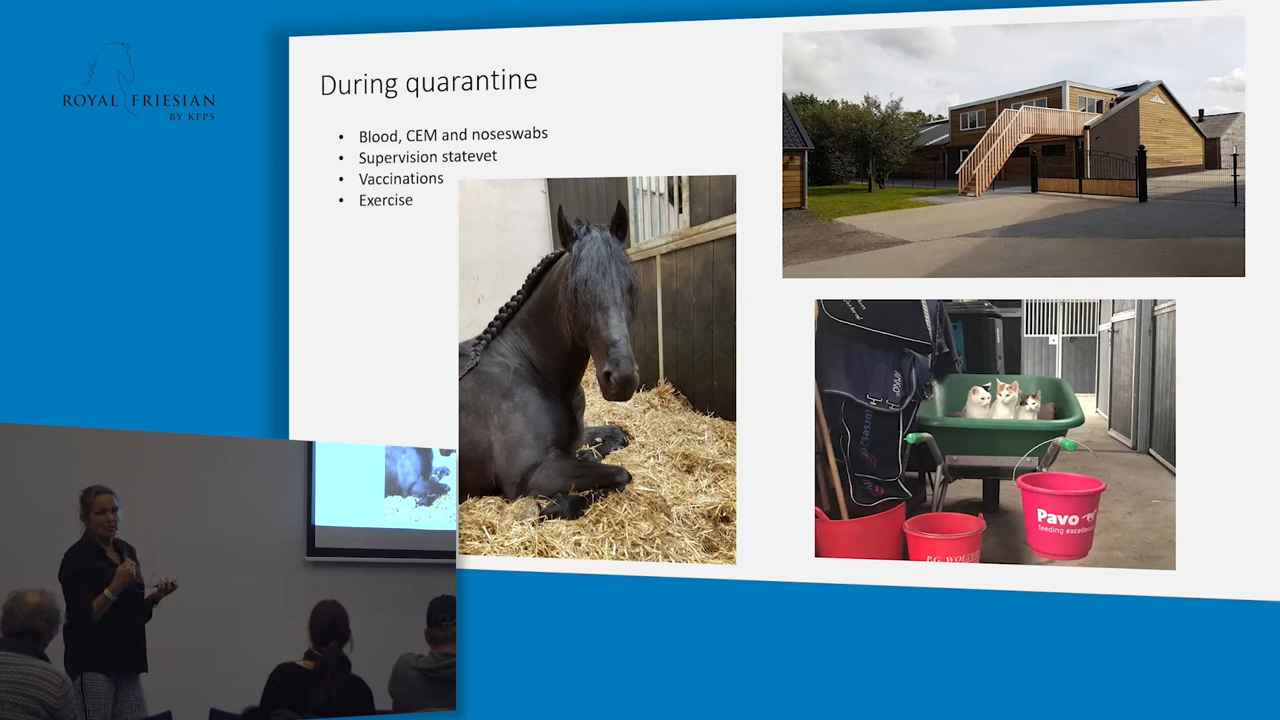 ROYAL FRIESIAN
BY KFPS
During quarantine
• Blood, CEM and noseswabs
• Supervision statevet
• Vaccinations
• Exercise
Pavo
feeding excellence